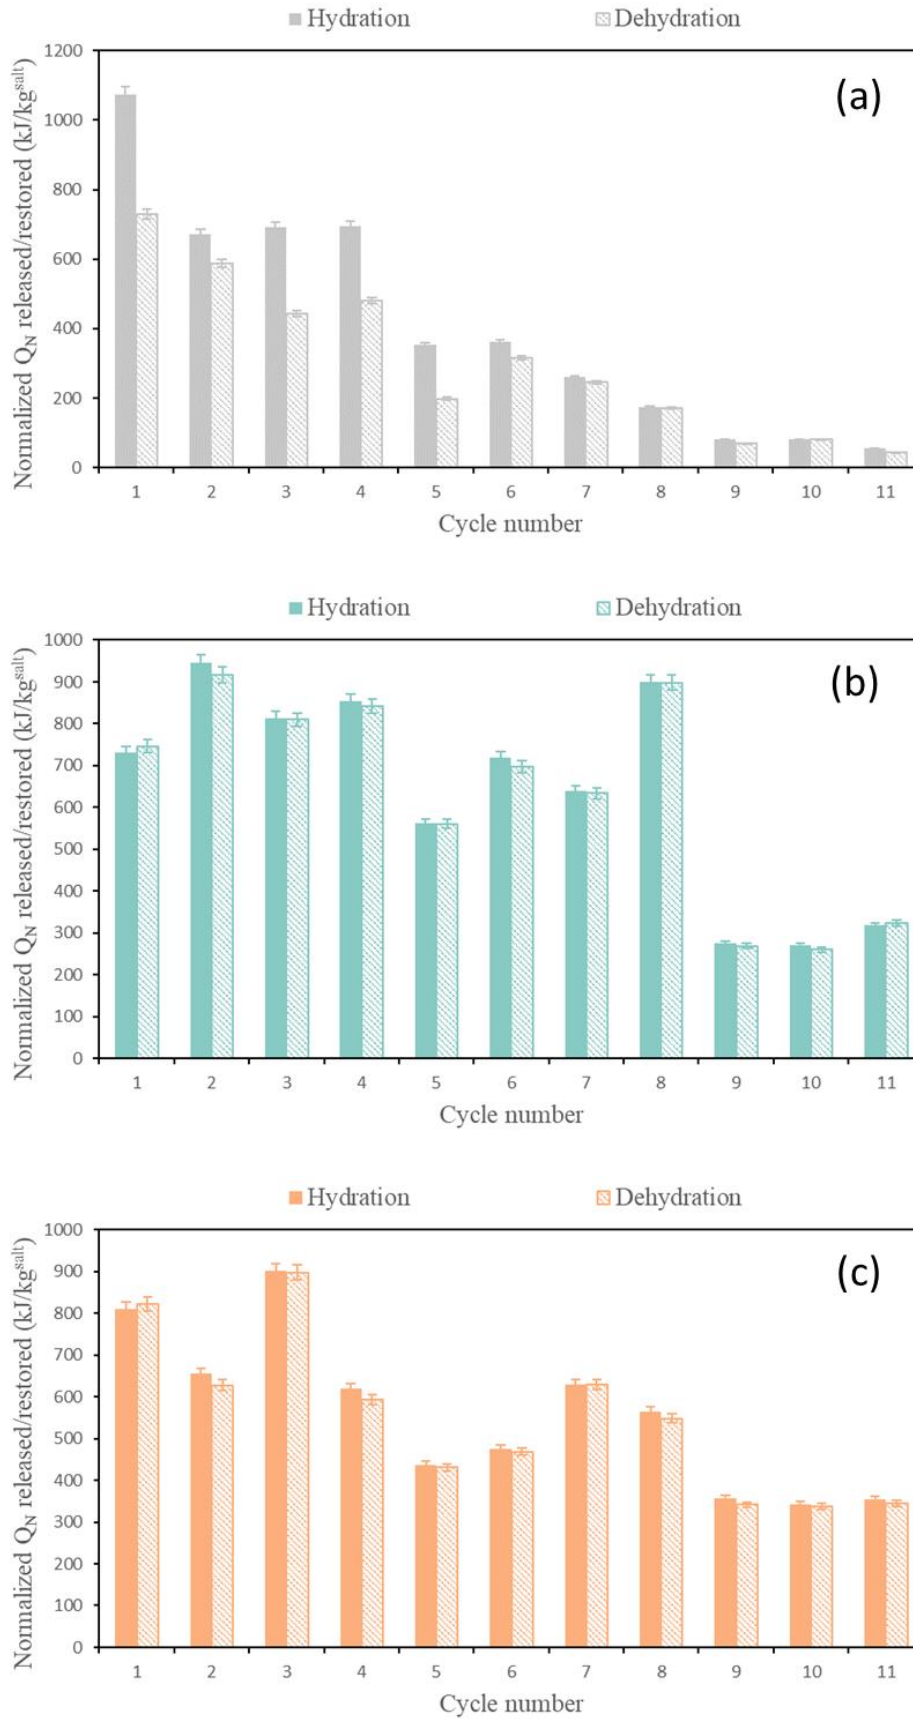 Hydration Dehydration
(a)
Normalized QN released/restored (kJ/kgsalt)
1200
1000
800
600
400
200
0
1 2 3 4 5 6 7 8 9 10 11
Cycle number
Hydration Dehydration
(b)
Normalized QN released/restored (kJ/kgsalt)
1000
900
800
700
600
500
400
300
200
100
0
1 2 3 4 5 6 7 8 9 10 11
Cycle number
Hydration Dehydration
(c)
Normalized QN released/restored (kJ/kgsalt)
1000
900
800
700
600
500
400
300
200
100
0
1 2 3 4 5 6 7 8 9 10 11
Cycle number